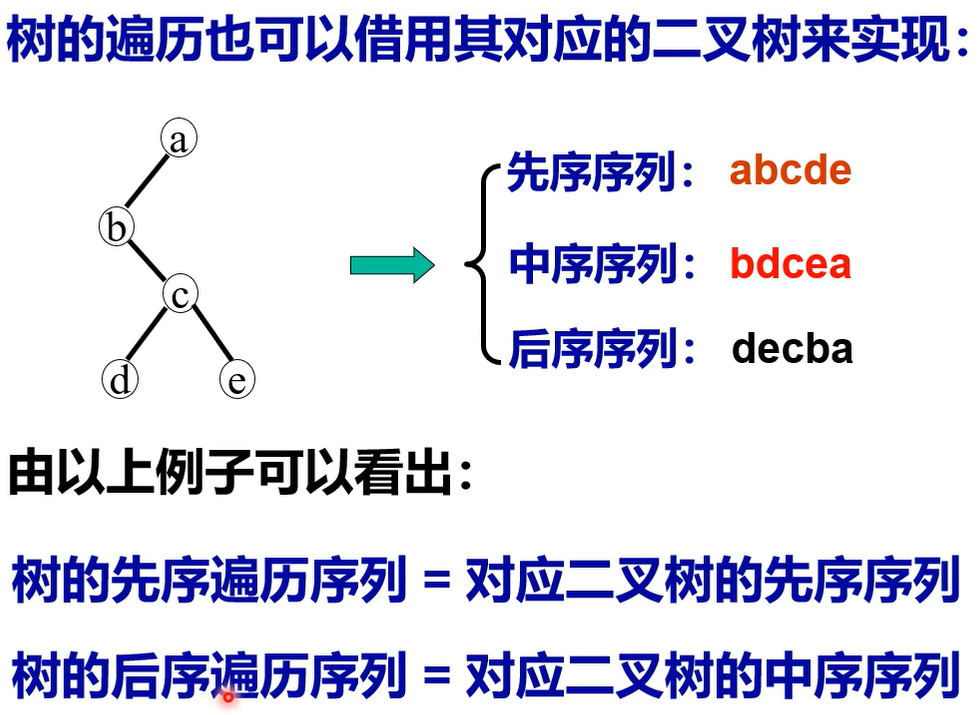 树的遍历也可以借用其对应的二叉树来实现：
a
b
c
d
e
先序序列： abcde
中序序列： bdcea
后序序列： decba
由以上例子可以看出：
树的先序遍历序列 = 对应二叉树的先序序列
树的后序遍历序列 = 对应二叉树的中序序列